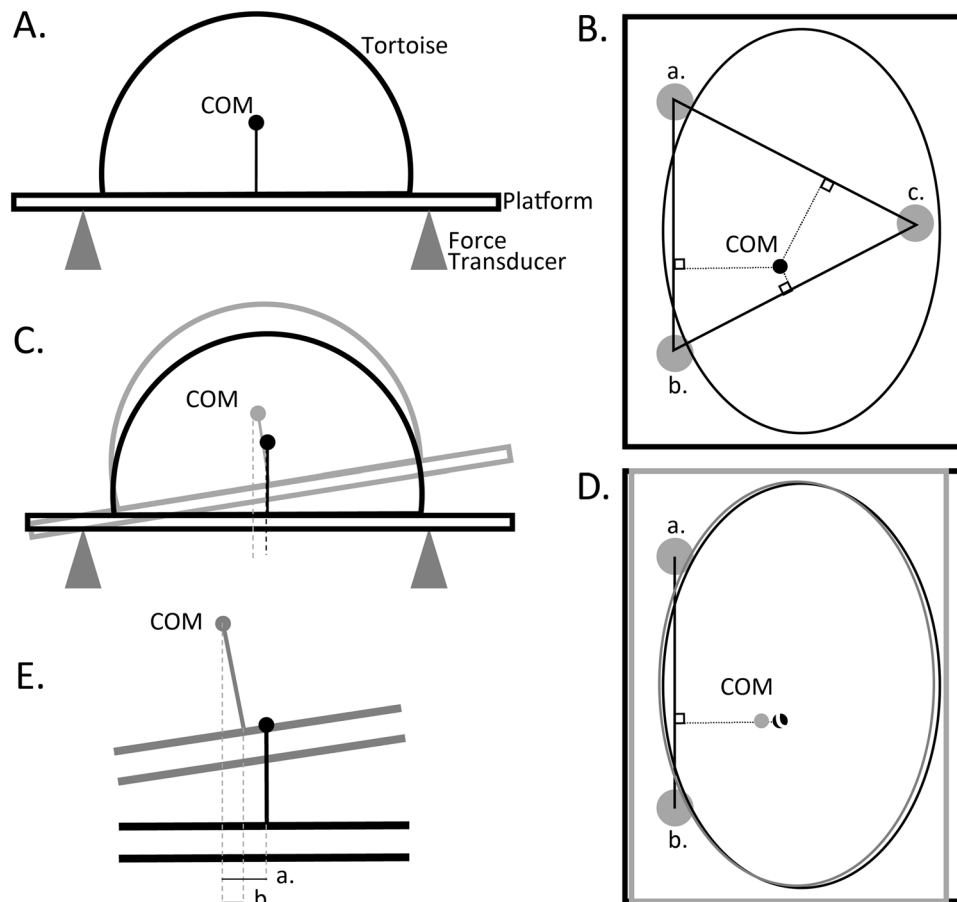 A.
Tortoise
COM
Platform
Force
Transducer
B.
a.
c.
COM
b.
C.
COM
D.
a.
COM
b.
E.
COM
a.
b